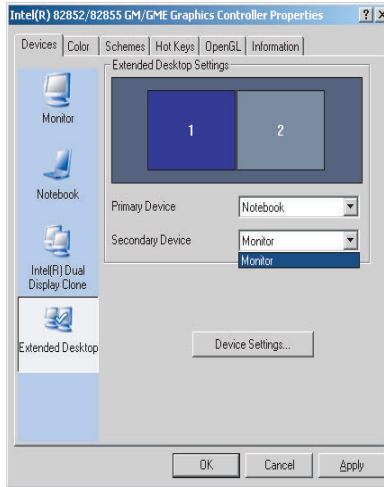 Intel(R) 82852/82855 GM/GME Graphics Controller Properties
Devices Color Schemes Hot Keys OpenGL Information
Monitor
Notebook
Intel(R) Dual
Display Clone
Extended Desktop
Extended Desktop Settings
1 2
Primary Device Notebook
Secondary Device Monitor
Monitor
Device Settings...
OK Cancel Apply